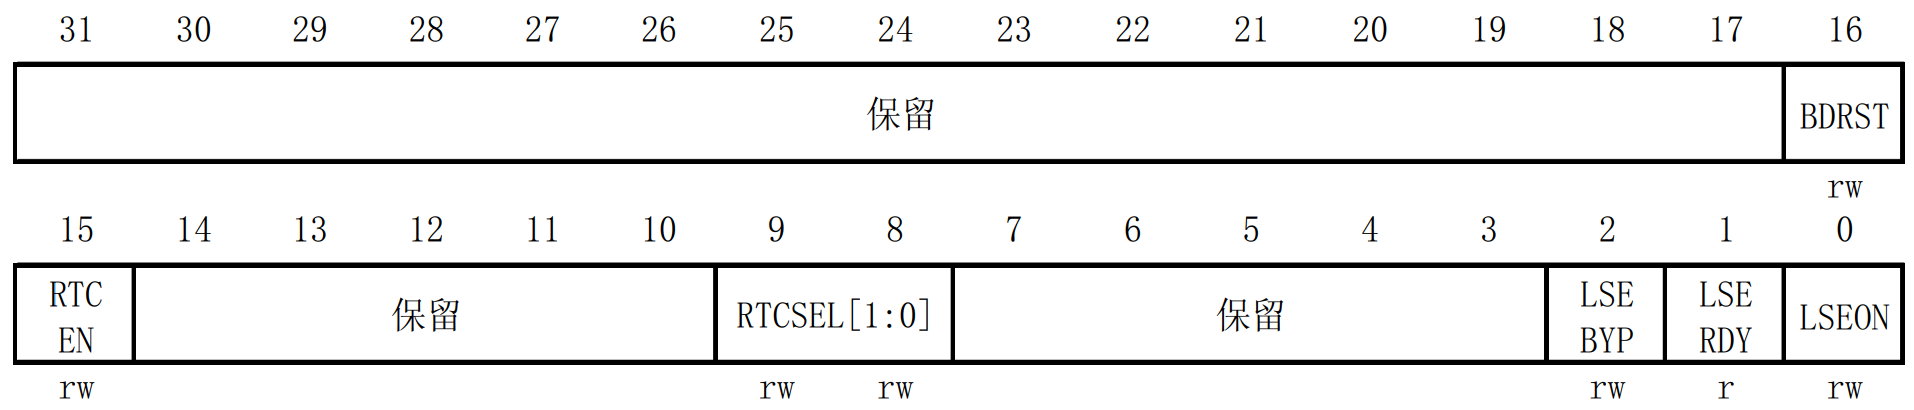 31 30 29 28 27 26 25 24 23 22 21 20 19 18 17 16
保留 BDRST
rw
15 14 13 12 11 10 9 8 7 6 5 4 3 2 1 0
RTC EN 保留 RTCSEL[1:0] 保留 LSE BYP LSE RDY LSEON
rw rw rw rw r rw